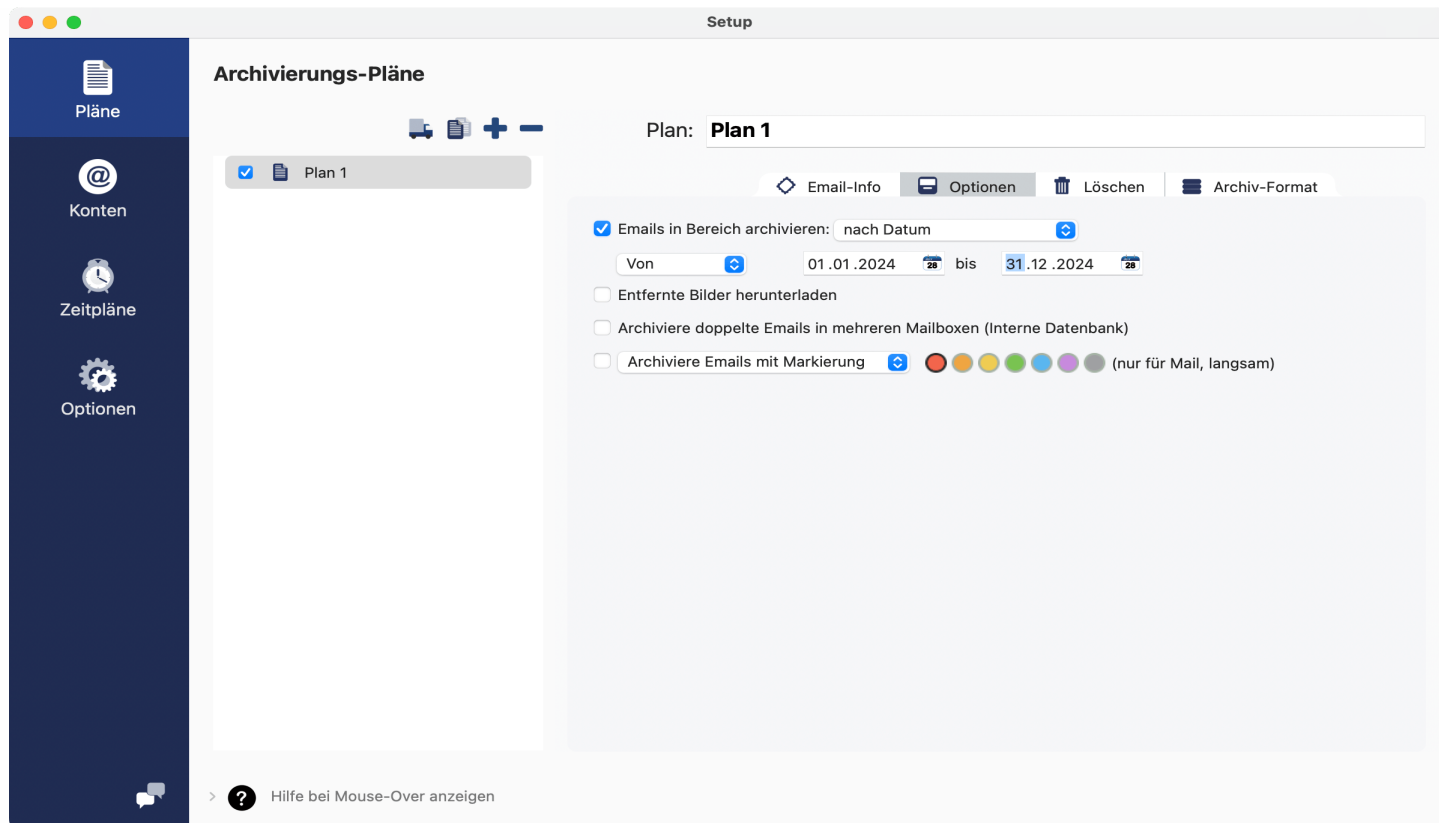 Setup
Pläne
Konten
Zeitpläne
Optionen
Archivierungs-Pläne
Plan 1
Plan: Plan 1
Email-Info Optionen Löschen Archiv-Format
Emails in Bereich archivieren: nach Datum
Von 01.01.2024 28 bis 31.12.2024 28
Entfernte Bilder herunterladen
Archiviere doppelte Emails in mehreren Mailboxen (Interne Datenbank)
Archiviere Emails mit Markierung (nur für Mail, langsam)
? Hilfe bei Mouse-Over anzeigen